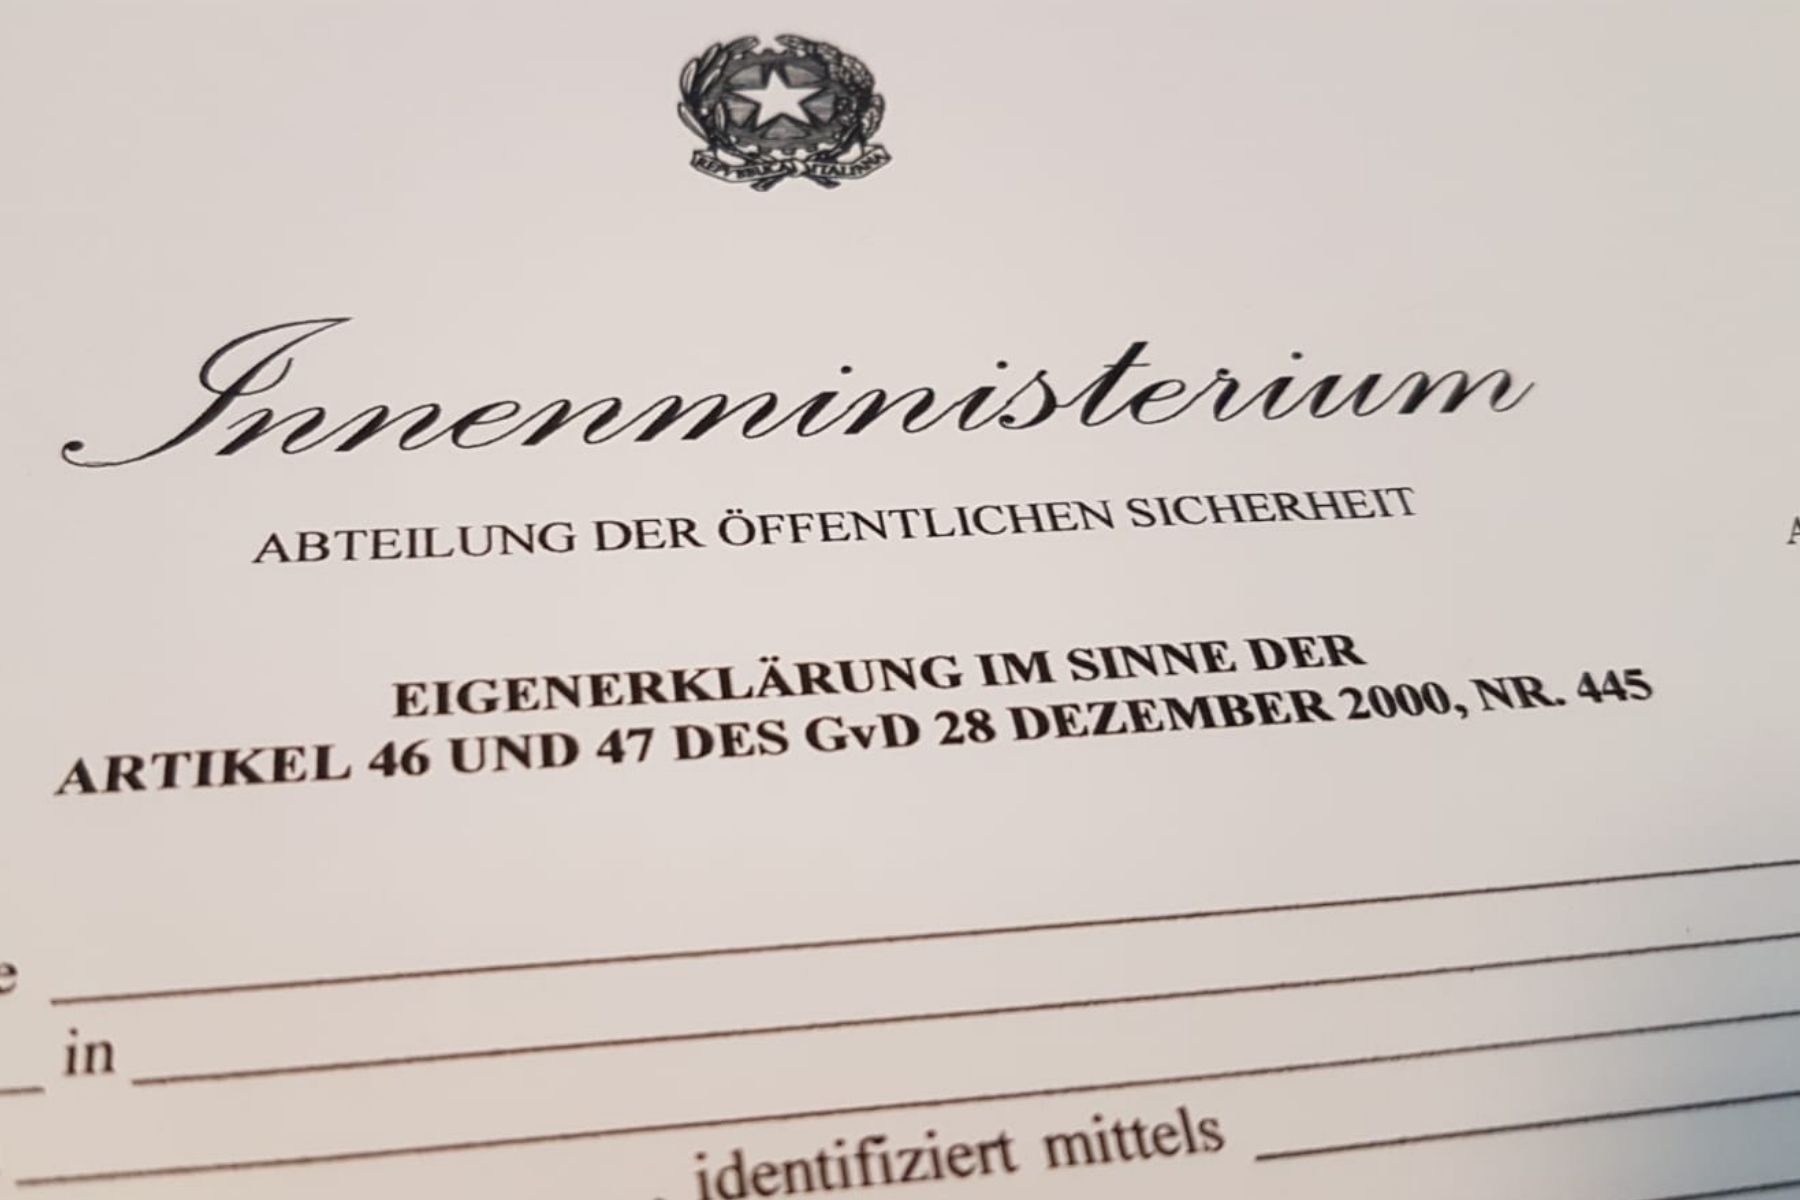 REPVBBLICA ITALIANA
Innenministerium
ABTEILUNG DER ÖFFENTLICHEN SICHERHEIT
A
EIGENERKLÄRUNG IM SINNE DER
ARTIKEL 46 UND 47 DES GvD 28 DEZEMBER 2000, NR. 445
e
in
, identifiziert mittels